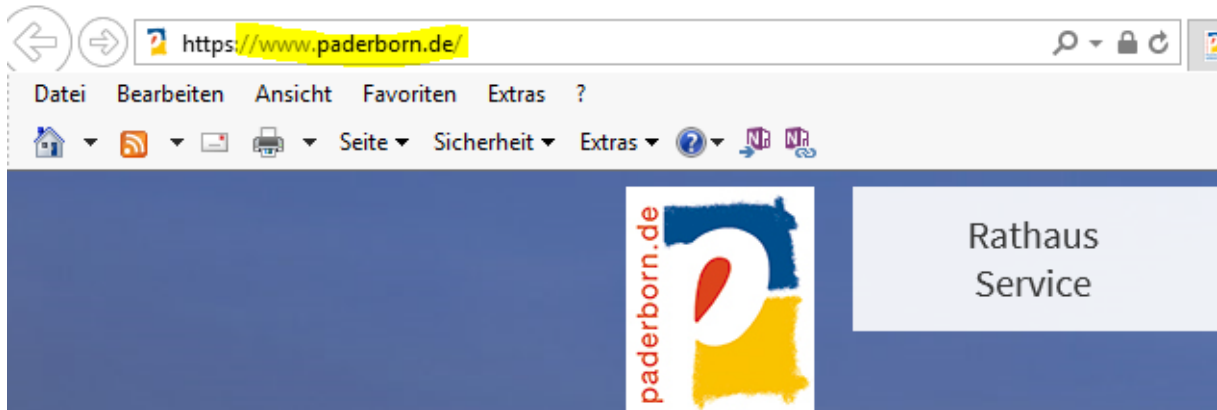 https://www.paderborn.de/
Datei Bearbeiten Ansicht Favoriten Extras ?
Seite Sicherheit Extras ?
paderborn.de
Rathaus
Service